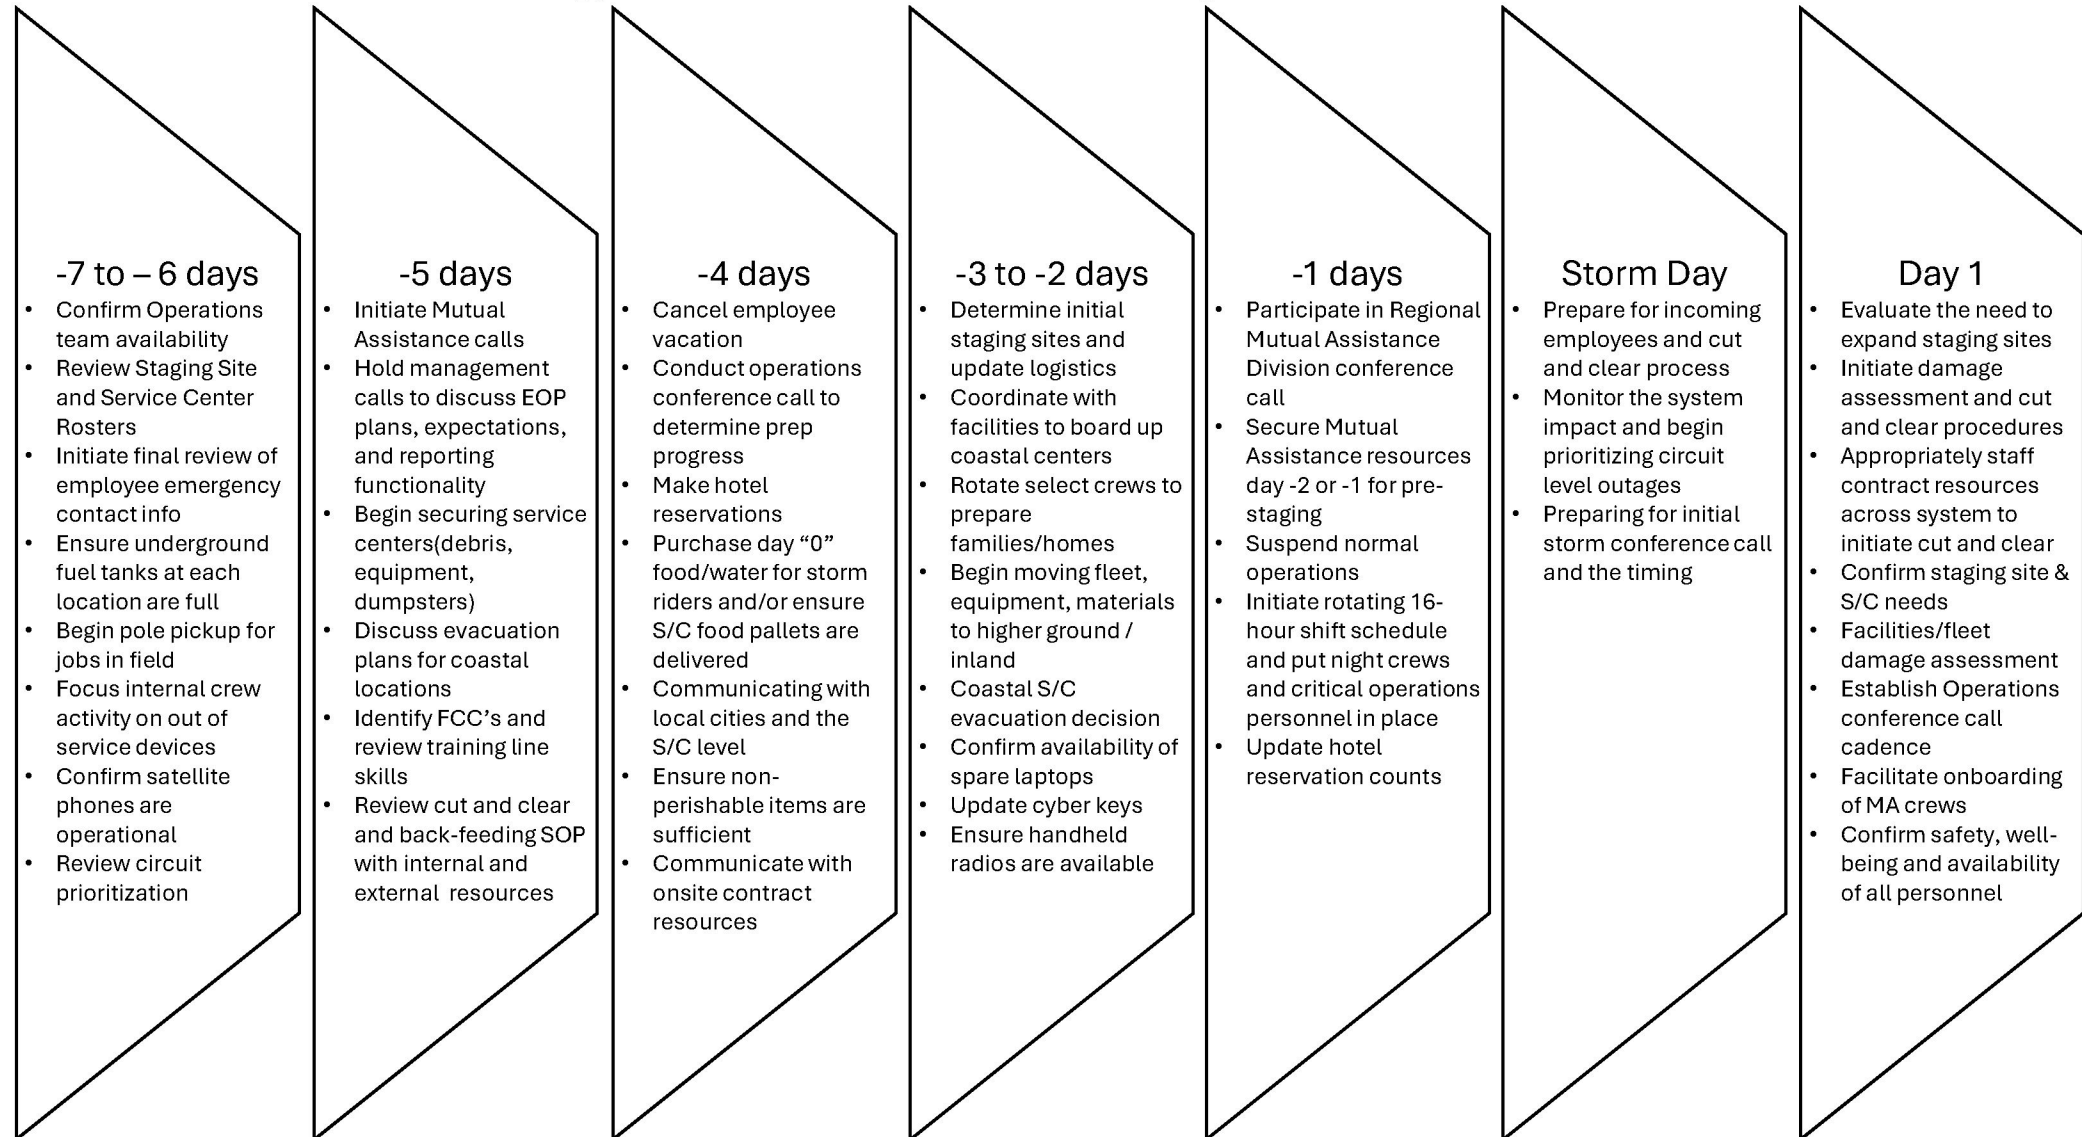 -7 to – 6 days
• Confirm Operations
team availability
• Review Staging Site
and Service Center
Rosters
• Initiate final review of
employee emergency
contact info
• Ensure underground
fuel tanks at each
location are full
• Begin pole pickup for
jobs in field
• Focus internal crew
activity on out of
service devices
• Confirm satellite
phones are
operational
• Review circuit
prioritization
-5 days
• Initiate Mutual
Assistance calls
• Hold management
calls to discuss EOP
plans, expectations,
and reporting
functionality
• Begin securing service
centers(debris,
equipment,
dumpsters)
• Discuss evacuation
plans for coastal
locations
• Identify FCC’s and
review training line
skills
• Review cut and clear
and back-feeding SOP
with internal and
external resources
-4 days
• Cancel employee
vacation
• Conduct operations
conference call to
determine prep
progress
• Make hotel
reservations
• Purchase day “0”
food/water for storm
riders and/or ensure
S/C food pallets are
delivered
• Communicating with
local cities and the
S/C level
• Ensure non-
perishable items are
sufficient
• Communicate with
onsite contract
resources
-3 to -2 days
• Determine initial
staging sites and
update logistics
• Coordinate with
facilities to board up
coastal centers
• Rotate select crews to
prepare
families/homes
• Begin moving fleet,
equipment, materials
to higher ground /
inland
• Coastal S/C
evacuation decision
• Confirm availability of
spare laptops
• Update cyber keys
• Ensure handheld
radios are available
-1 days
• Participate in Regional
Mutual Assistance
Division conference
call
• Secure Mutual
Assistance resources
day -2 or -1 for pre-
staging
• Suspend normal
operations
• Initiate rotating 16-
hour shift schedule
and put night crews
and critical operations
personnel in place
• Update hotel
reservation counts
Storm Day
• Prepare for incoming
employees and cut
and clear process
• Monitor the system
impact and begin
prioritizing circuit
level outages
• Preparing for initial
storm conference call
and the timing
Day 1
• Evaluate the need to
expand staging sites
• Initiate damage
assessment and cut
and clear procedures
• Appropriately staff
contract resources
across system to
initiate cut and clear
• Confirm staging site &
S/C needs
• Facilities/fleet
damage assessment
• Establish Operations
conference call
cadence
• Facilitate onboarding
of MA crews
• Confirm safety, well-
being and availability
of all personnel